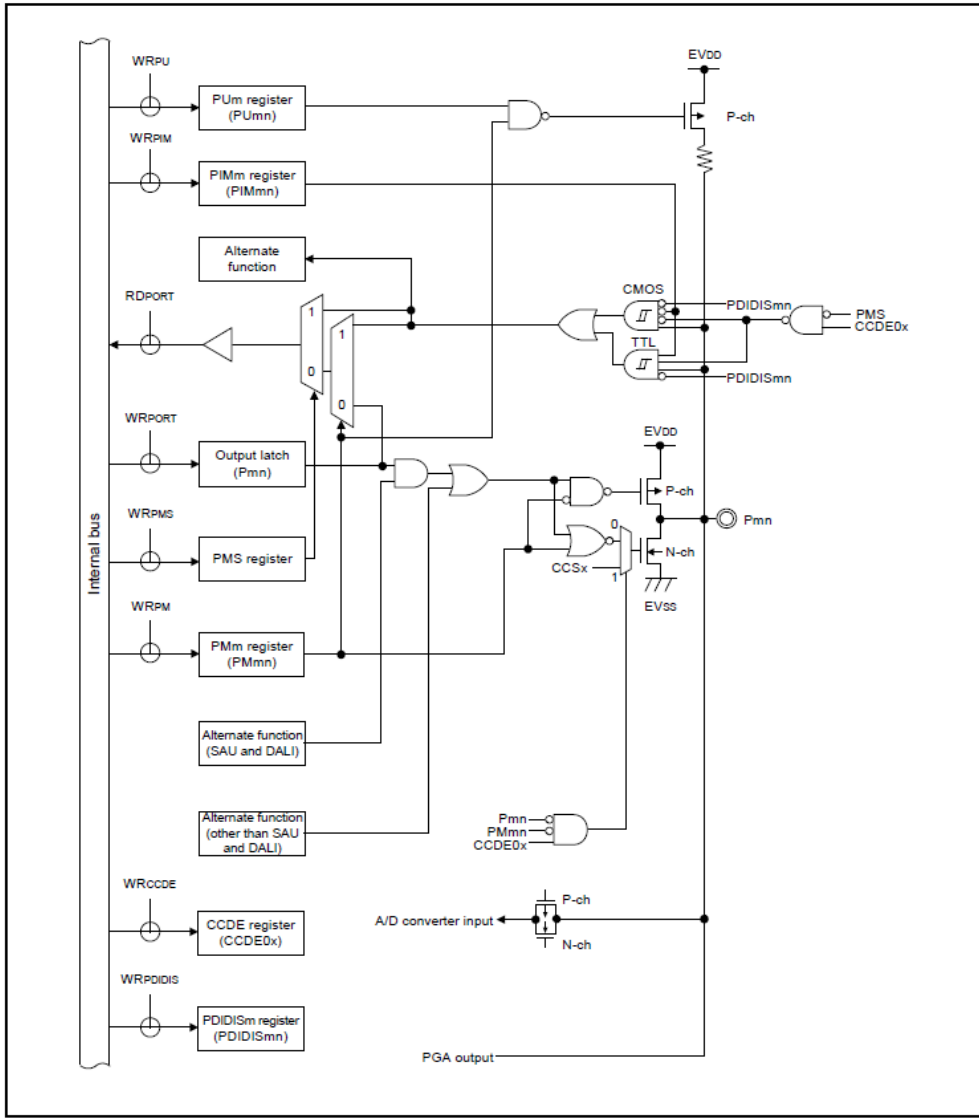 EVDD
WRPU
PUm register
(PUmn)
P-ch
WRPIM
PIMm register
(PIMmn)
Alternate
function
CMOS
RDPORT
1
PDIDISmn
PMS
CCDE0x
1
TTL
0
PDIDISmn
0
EVDD
WRPORT
Output latch
(Pmn)
P-ch
Pmn
WRPMS
0
PMS register
N-ch
CCSx
1
EVSS
Internal bus
WRPM
PMm register
(PMmn)
Alternate function
(SAU and DALI)
Alternate function
(other than SAU
and DALI)
Pmn
PMmn
CCDE0x
WRCCDE
P-ch
CCDE register
(CCDE0x)
A/D converter input
N-ch
WRPDIDIS
PDIDISm register
(PDIDISmn)
PGA output